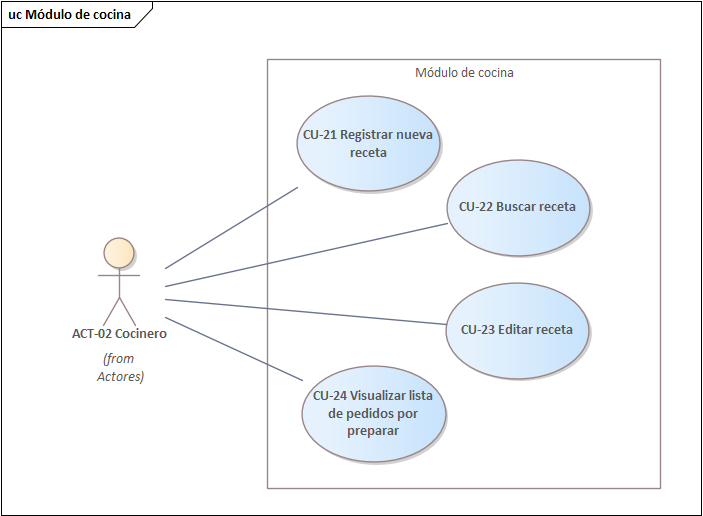 uc Módulo de cocina
Módulo de cocina
CU-21 Registrar nueva
receta
CU-22 Buscar receta
ACT-02 Cocinero
(from
Actores)
CU-23 Editar receta
CU-24 Visualizar lista
de pedidos por
preparar